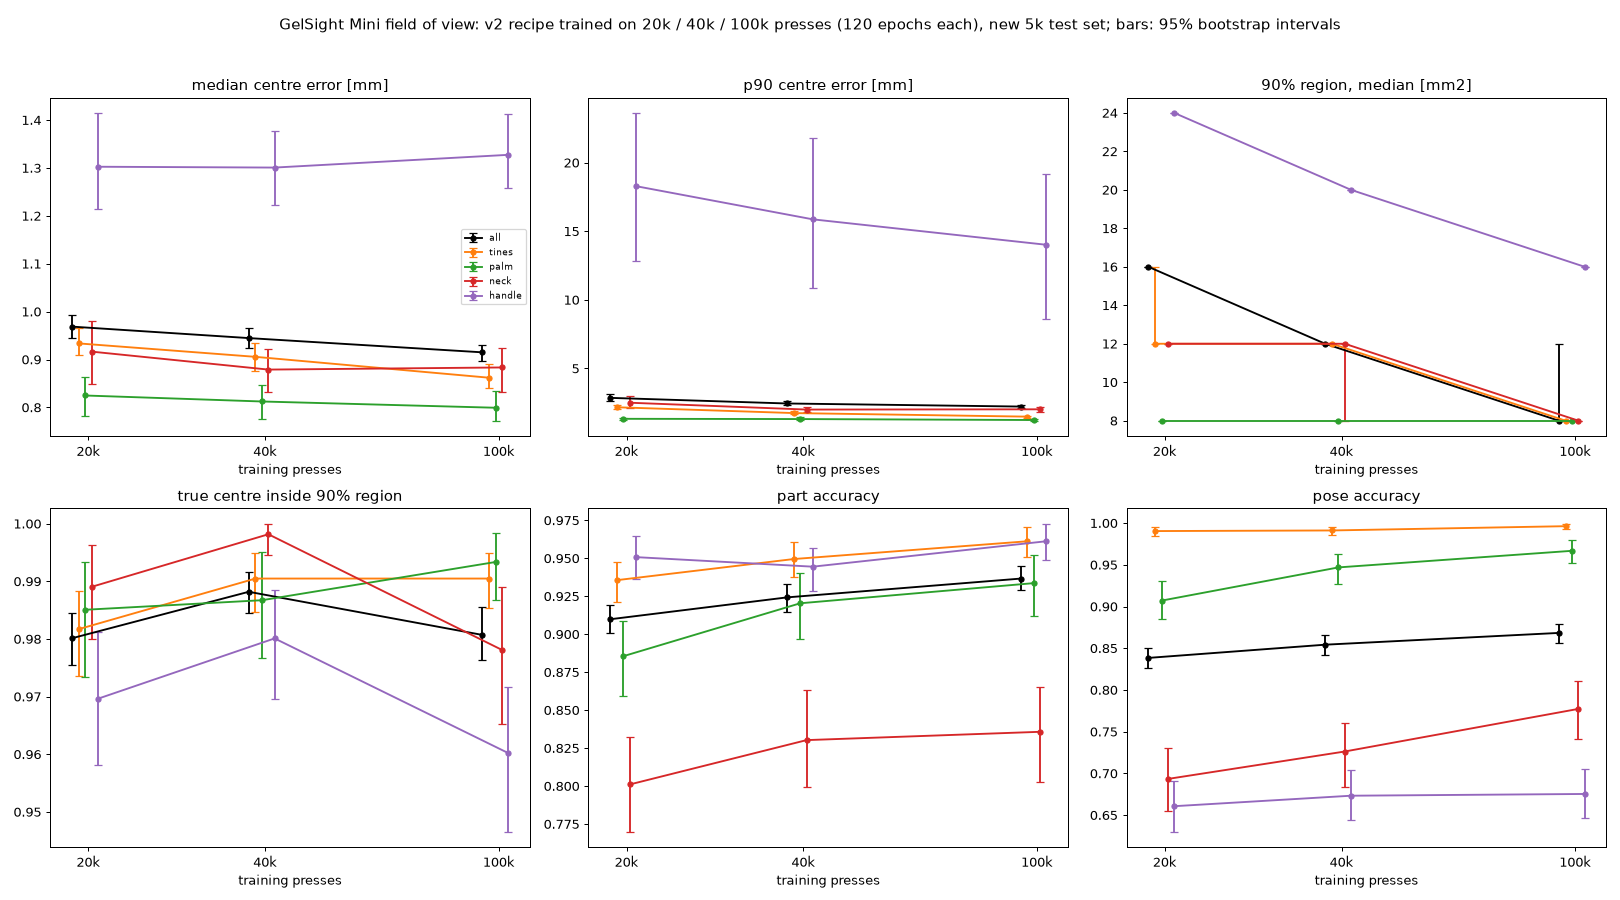 GelSight Mini field of view: v2 recipe trained on 20k / 40k / 100k presses (120 epochs each), new 5k test set; bars: 95% bootstrap intervals
median centre error [mm]
1.4
1.3
1.2
1.1
1.0
0.9
0.8
all
tines
palm
neck
handle
20k 40k 100k
training presses
p90 centre error [mm]
20
15
10
5
20k 40k 100k
training presses
90% region, median [mm2]
24
22
20
18
16
14
12
10
8
20k 40k 100k
training presses
true centre inside 90% region
1.00
0.99
0.98
0.97
0.96
0.95
20k 40k 100k
training presses
part accuracy
0.975
0.950
0.925
0.900
0.875
0.850
0.825
0.800
0.775
20k 40k 100k
training presses
pose accuracy
1.00
0.95
0.90
0.85
0.80
0.75
0.70
0.65
20k 40k 100k
training presses